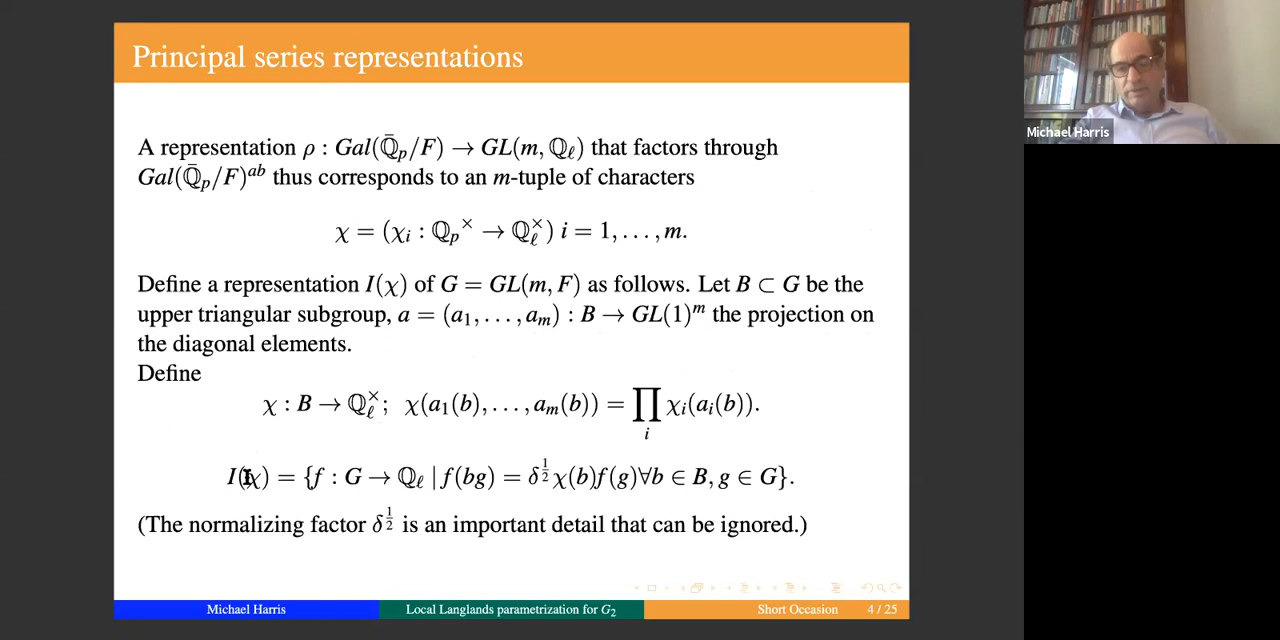 Principal series representations
A representation ρ : Gal(Q̄_p/F) → GL(m, ℚ_ℓ) that factors through
Gal(Q̄_p/F)^{ab} thus corresponds to an m-tuple of characters
χ = (χ_i : ℚ_p^× → ℚ_ℓ^×) i = 1, . . . , m.
Define a representation I(χ) of G = GL(m, F) as follows. Let B ⊂ G be the
upper triangular subgroup, a = (a_1, . . . , a_m) : B → GL(1)^m the projection on
the diagonal elements.
Define
χ : B → ℚ_ℓ^×; χ(a_1(b), . . . , a_m(b)) = ∏_i χ_i(a_i(b)).
I(χ) = {f : G → ℚ_ℓ | f(bg) = δ^{1/2} χ(b)f(g)∀b ∈ B, g ∈ G}.
(The normalizing factor δ^{1/2} is an important detail that can be ignored.)
Michael Harris Local Langlands parametrization for G_2 Short Occasion 4 / 25
Michael Harris